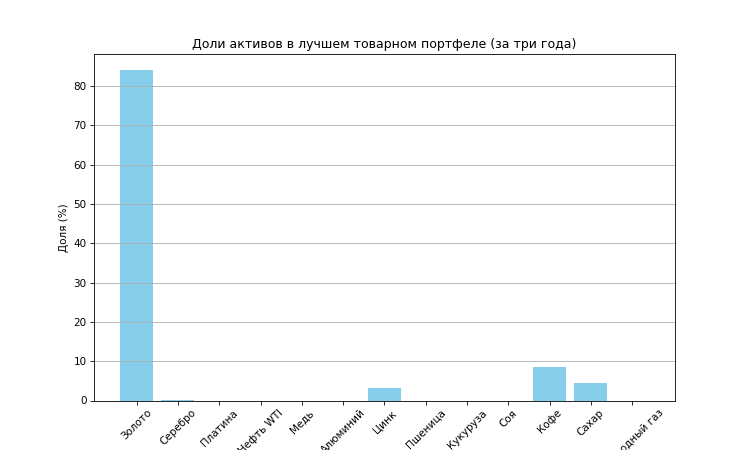 Доли активов в лучшем товарном портфеле (за три года)
Доля (%)
80
70
60
50
40
30
20
10
0
Золото
Серебро
Платина
Нефть WTI
Медь
Алюминий
Цинк
Пшеница
Кукуруза
Соя
Кофе
Сахар
одный газ